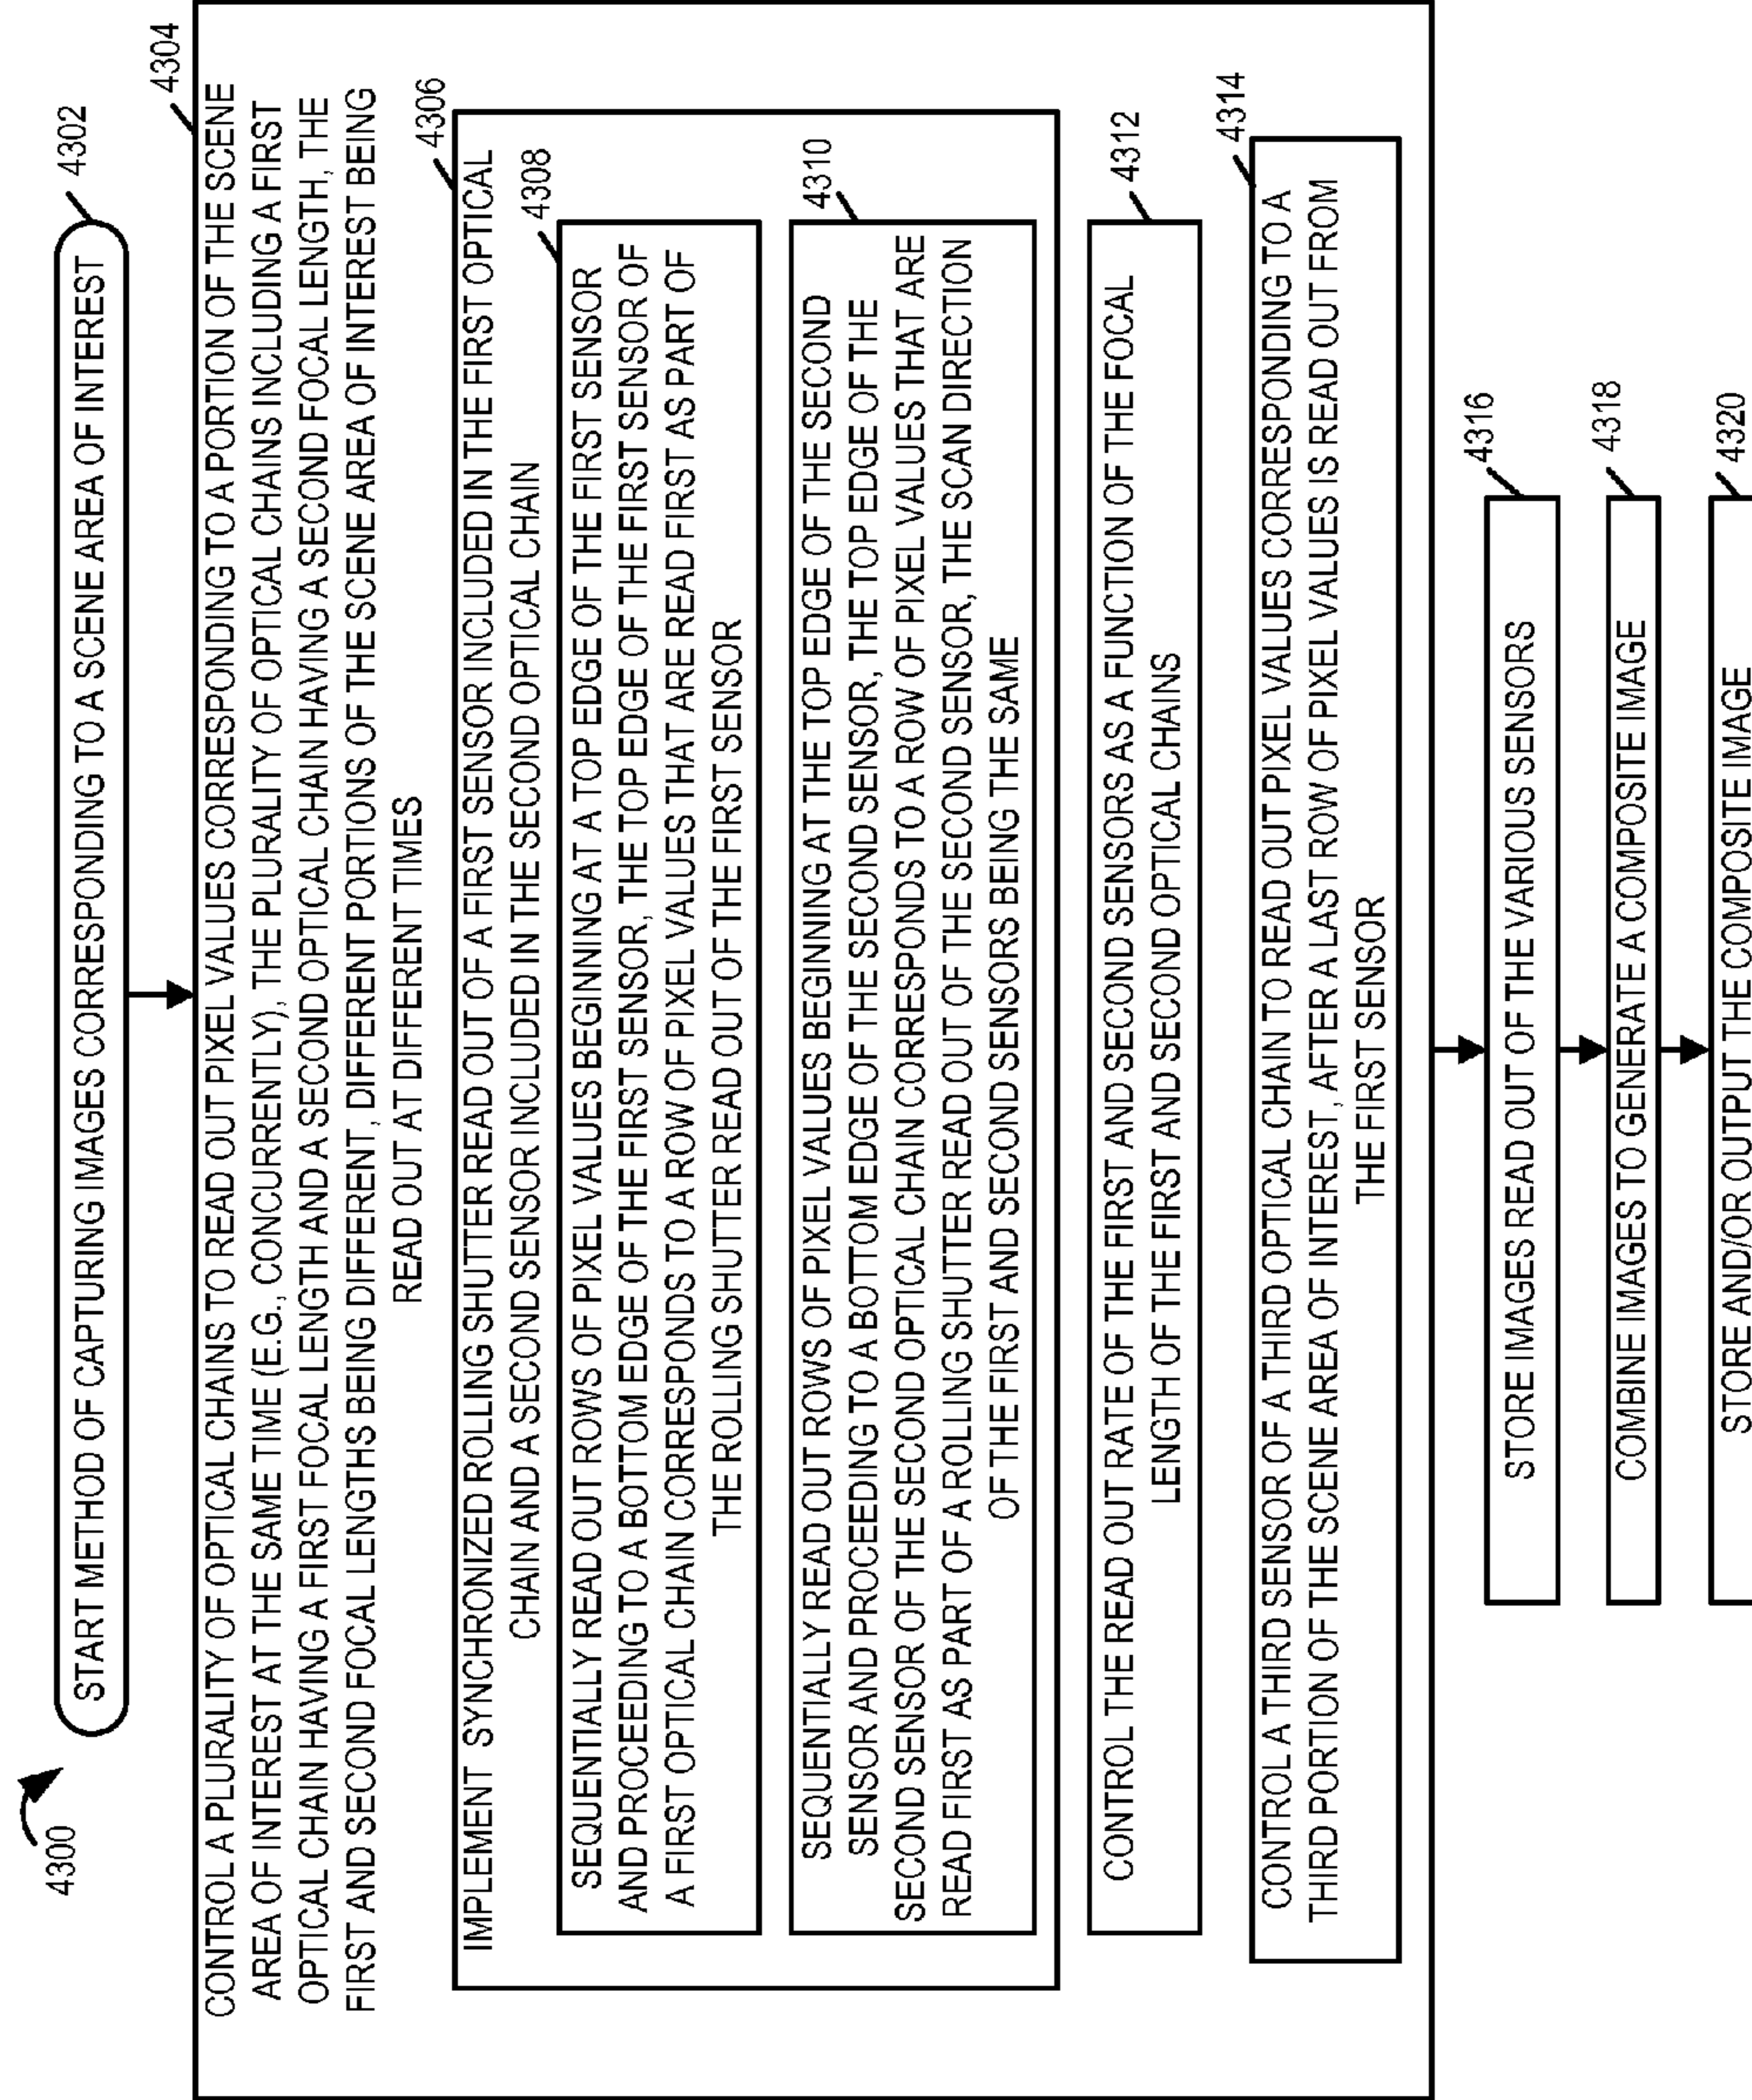 4300
START METHOD OF CAPTURING IMAGES CORRESPONDING TO A SCENE AREA OF INTEREST
4302
4304
CONTROL A PLURALITY OF OPTICAL CHAINS TO READ OUT PIXEL VALUES CORRESPONDING TO A PORTION OF THE SCENE
AREA OF INTEREST AT THE SAME TIME (E.G., CONCURRENTLY), THE PLURALITY OF OPTICAL CHAINS INCLUDING A FIRST
OPTICAL CHAIN HAVING A FIRST FOCAL LENGTH AND A SECOND OPTICAL CHAIN HAVING A SECOND FOCAL LENGTH, THE
FIRST AND SECOND FOCAL LENGTHS BEING DIFFERENT, DIFFERENT PORTIONS OF THE SCENE AREA OF INTEREST BEING
READ OUT AT DIFFERENT TIMES
4306
IMPLEMENT SYNCHRONIZED ROLLING SHUTTER READ OUT OF A FIRST SENSOR INCLUDED IN THE FIRST OPTICAL
CHAIN AND A SECOND SENSOR INCLUDED IN THE SECOND OPTICAL CHAIN
4308
SEQUENTIALLY READ OUT ROWS OF PIXEL VALUES BEGINNING AT A TOP EDGE OF THE FIRST SENSOR
AND PROCEEDING TO A BOTTOM EDGE OF THE FIRST SENSOR, THE TOP EDGE OF THE FIRST SENSOR OF
A FIRST OPTICAL CHAIN CORRESPONDS TO A ROW OF PIXEL VALUES THAT ARE READ FIRST AS PART OF
THE ROLLING SHUTTER READ OUT OF THE FIRST SENSOR
4310
SEQUENTIALLY READ OUT ROWS OF PIXEL VALUES BEGINNING AT THE TOP EDGE OF THE SECOND
SENSOR AND PROCEEDING TO A BOTTOM EDGE OF THE SECOND SENSOR, THE TOP EDGE OF THE
SECOND SENSOR OF THE SECOND OPTICAL CHAIN CORRESPONDS TO A ROW OF PIXEL VALUES THAT ARE
READ FIRST AS PART OF A ROLLING SHUTTER READ OUT OF THE SECOND SENSOR, THE SCAN DIRECTION
OF THE FIRST AND SECOND SENSORS BEING THE SAME
4312
CONTROL THE READ OUT RATE OF THE FIRST AND SECOND SENSORS AS A FUNCTION OF THE FOCAL
LENGTH OF THE FIRST AND SECOND OPTICAL CHAINS
4314
CONTROL A THIRD SENSOR OF A THIRD OPTICAL CHAIN TO READ OUT PIXEL VALUES CORRESPONDING TO A
THIRD PORTION OF THE SCENE AREA OF INTEREST, AFTER A LAST ROW OF PIXEL VALUES IS READ OUT FROM
THE FIRST SENSOR
4316
STORE IMAGES READ OUT OF THE VARIOUS SENSORS
4318
COMBINE IMAGES TO GENERATE A COMPOSITE IMAGE
4320
STORE AND/OR OUTPUT THE COMPOSITE IMAGE